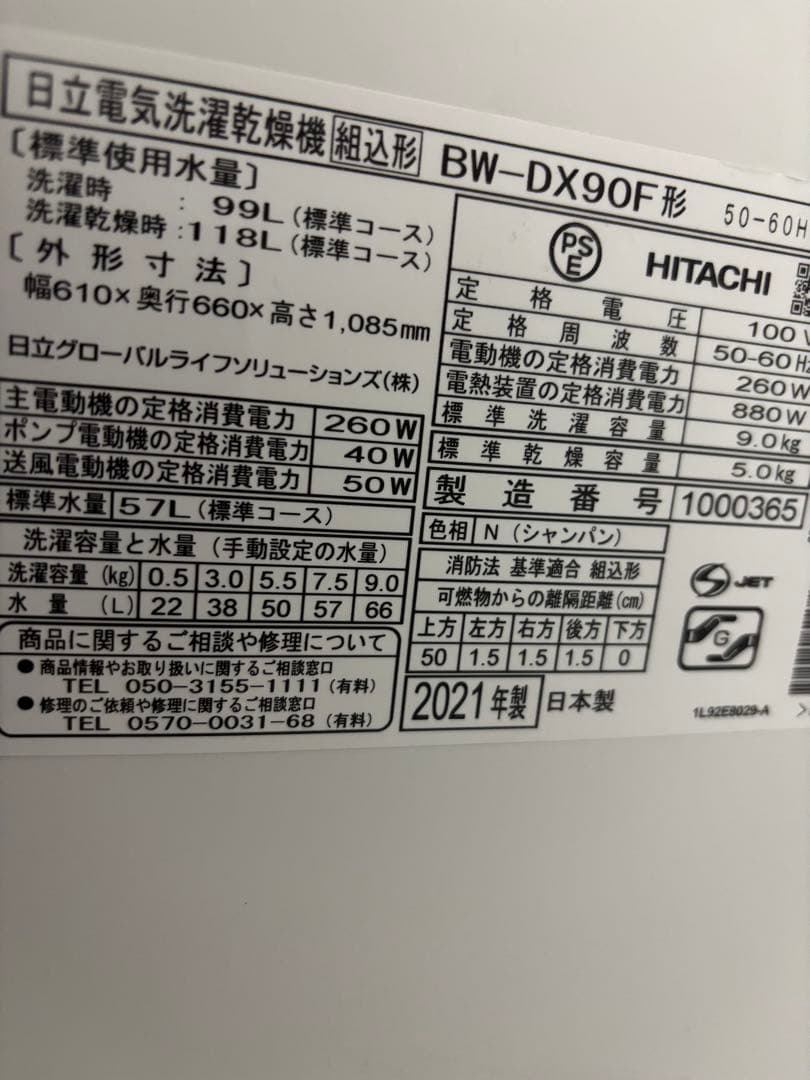 日立電気洗濯乾燥機 組込形 BW-DX90F形 50-60H
〔標準使用水量〕
洗濯時 : 99L(標準コース)
洗濯乾燥時:118L(標準コース)
〔外形寸法〕
幅610×奥行660×高さ1,085mm
日立グローバルライフソリューションズ(株)
主電動機の定格消費電力 260W
ポンプ電動機の定格消費電力 40W
送風電動機の定格消費電力 50W
標準水量 57L(標準コース)
洗濯容量と水量(手動設定の水量)
洗濯容量(kg) 0.5 3.0 5.5 7.5 9.0
水量(L) 22 38 50 57 66
商品に関するご相談や修理について
●商品情報やお取り扱いに関するご相談窓口
TEL 050-3155-1111(有料)
●修理のご依頼や修理に関するご相談窓口
TEL 0570-0031-68(有料)
PSE HITACHI
定格電圧 100V
定格周波数 50-60Hz
電動機の定格消費電力 260W
電熱装置の定格消費電力 880W
標準洗濯容量 9.0kg
標準乾燥容量 5.0kg
製造番号 1000365
色相 N(シャンパン)
消防法 基準適合 組込形
可燃物からの離隔距離(cm)
上方 左方 右方 後方 下方
50 1.5 1.5 1.5 0
2021年製 日本製
S JET
G
1L92E8029-A